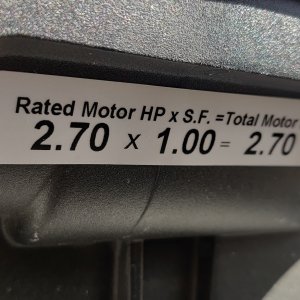 Rated Motor HP x S.F. =Total Motor
2.70 x 1.00 = 2.70